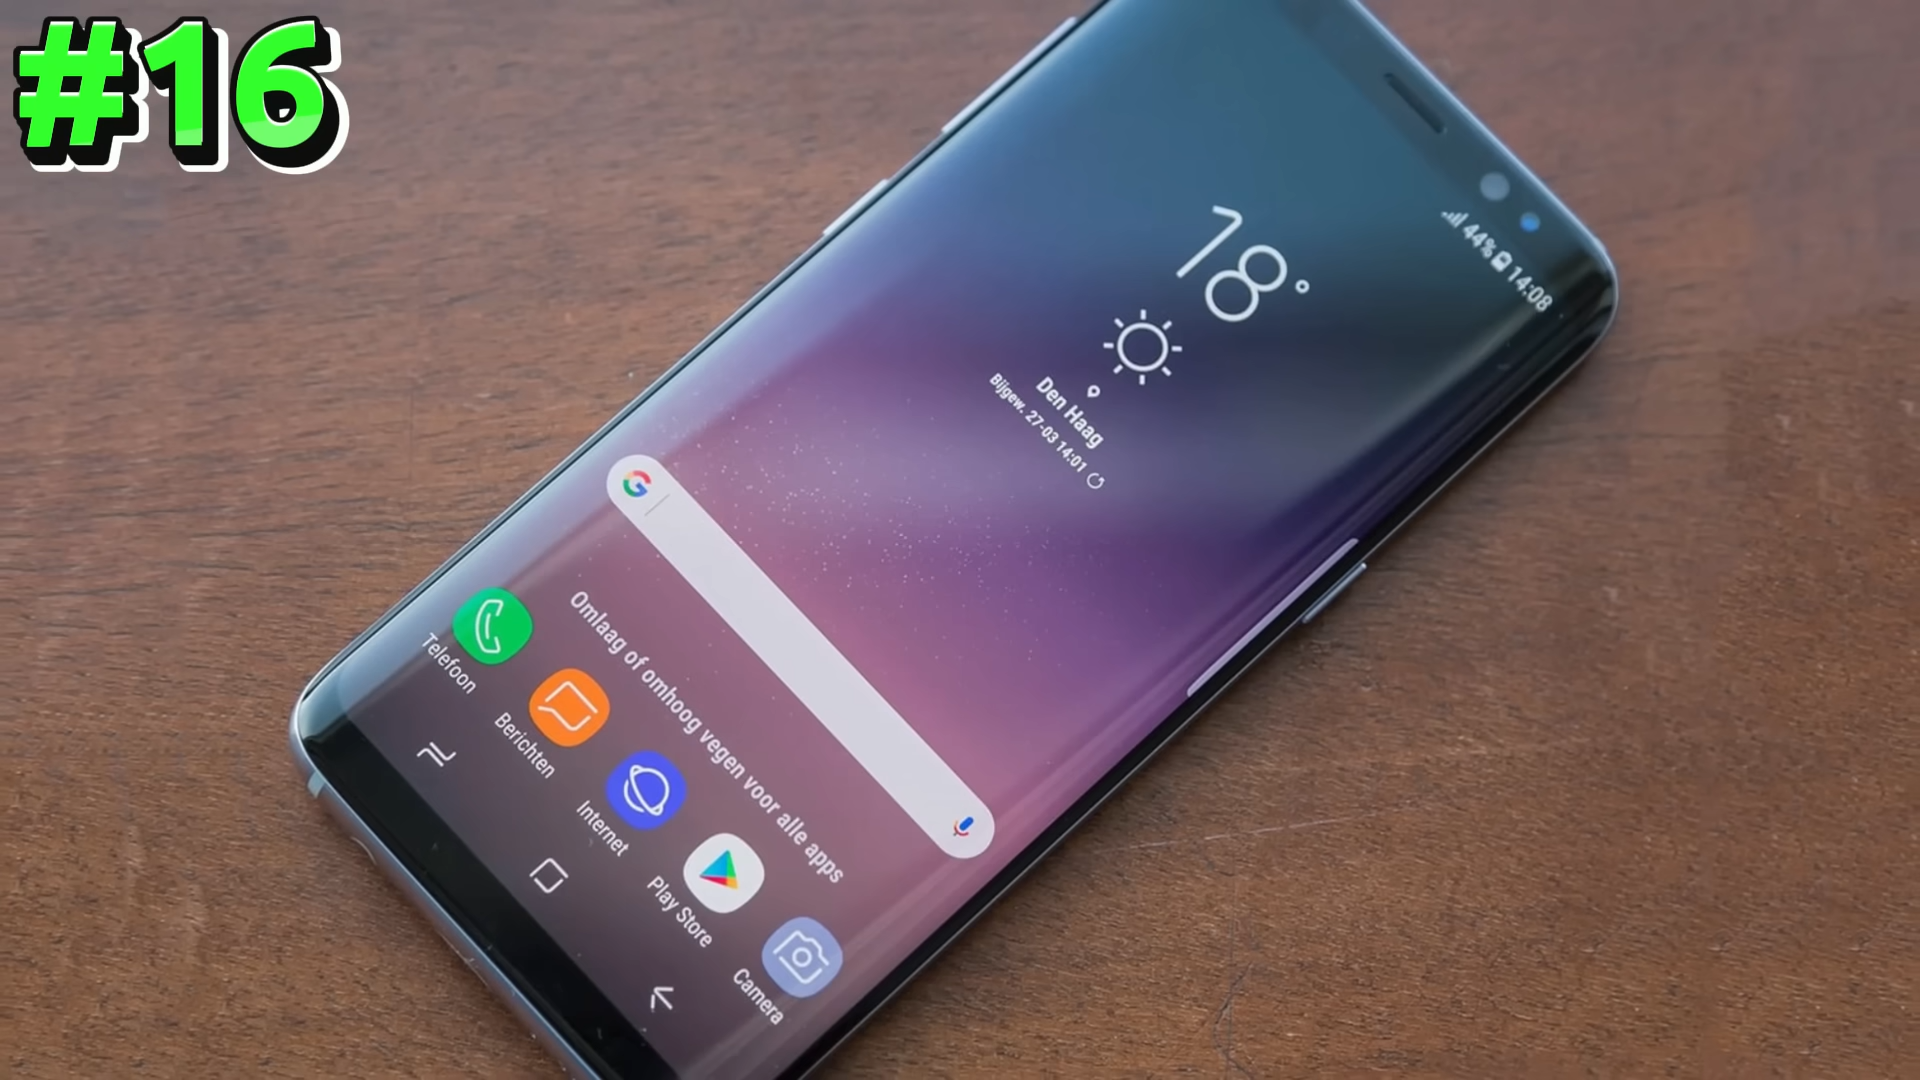 #16
44% 14:08
18°
Den Haag
Bijgew. 27-03 14:01
G
Omlaag of omhoog vegen voor alle apps
Telefoon
Berichten
Internet
Play Store
Camera